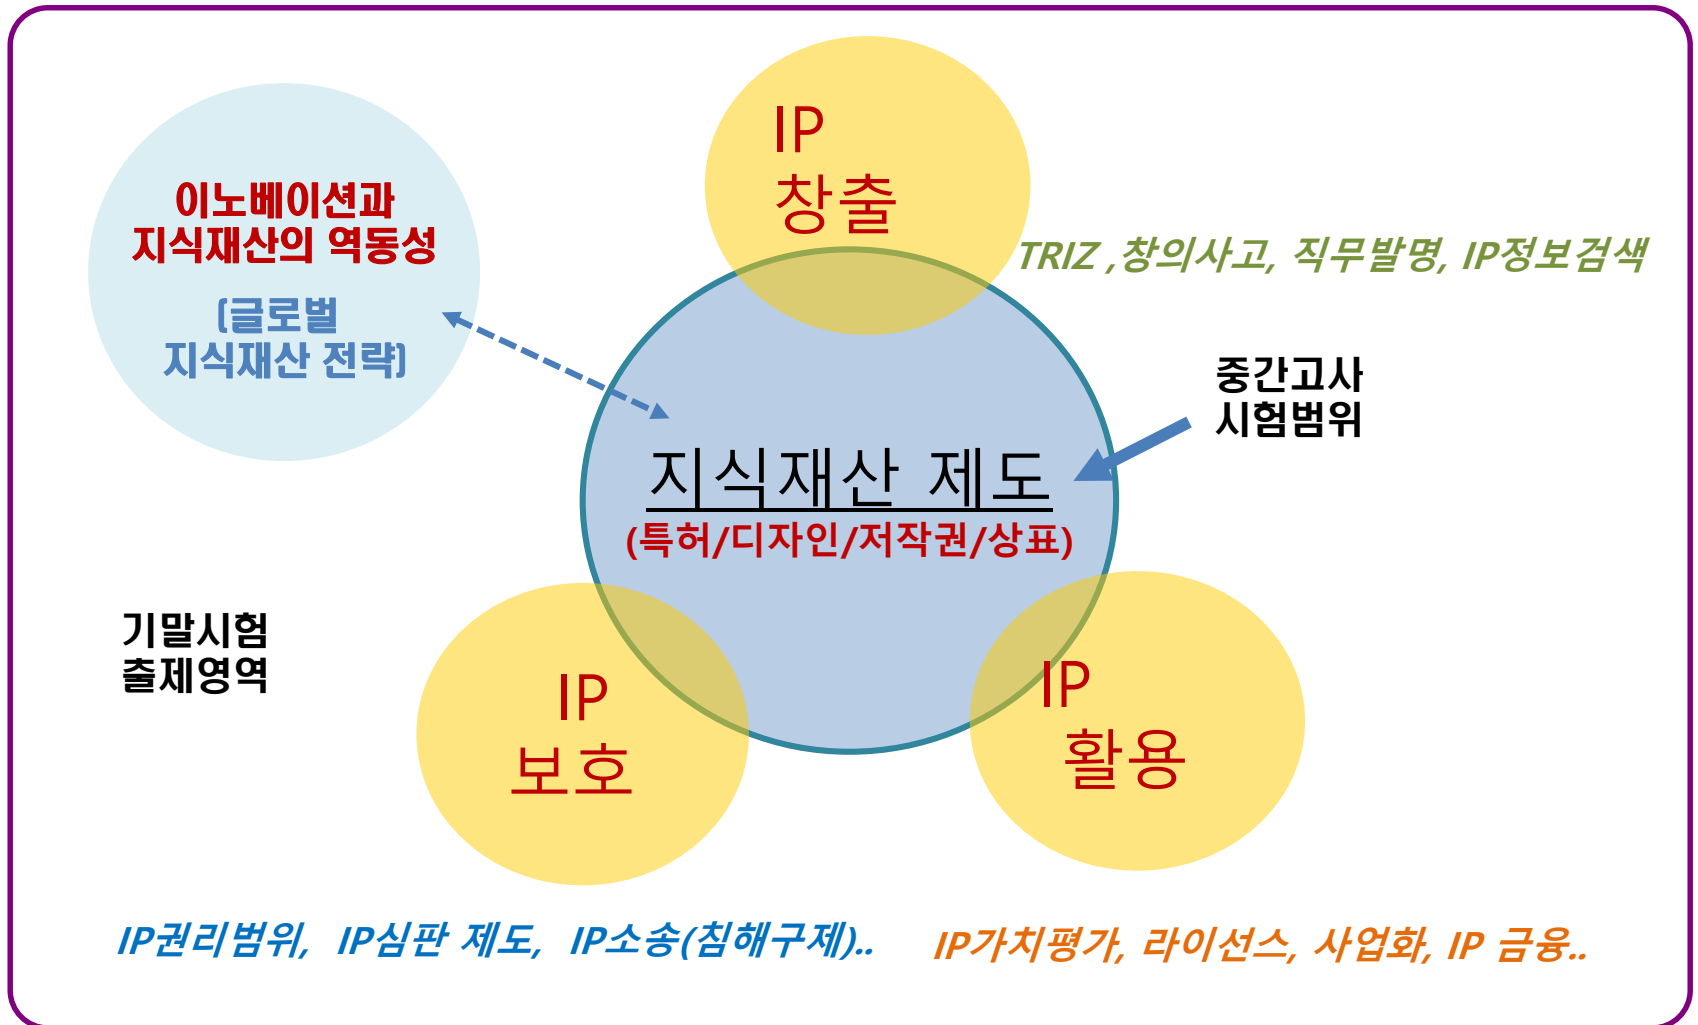 IP
창출
이노베이션과
지식재산의 역동성
(글로벌
지식재산 전략)
TRIZ ,창의사고, 직무발명, IP정보검색
중간고사
시험범위
지식재산 제도
(특허/디자인/저작권/상표)
기말시험
출제영역
IP
보호
IP
활용
IP권리범위, IP심판 제도, IP소송(침해구제)..
IP가치평가, 라이선스, 사업화, IP 금융..